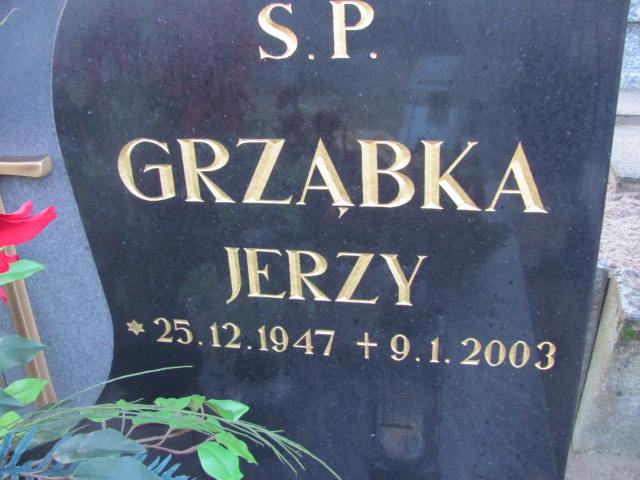 S.P.
GRZĄBKA
JERZY
* 25.12.1947 + 9.1.2003